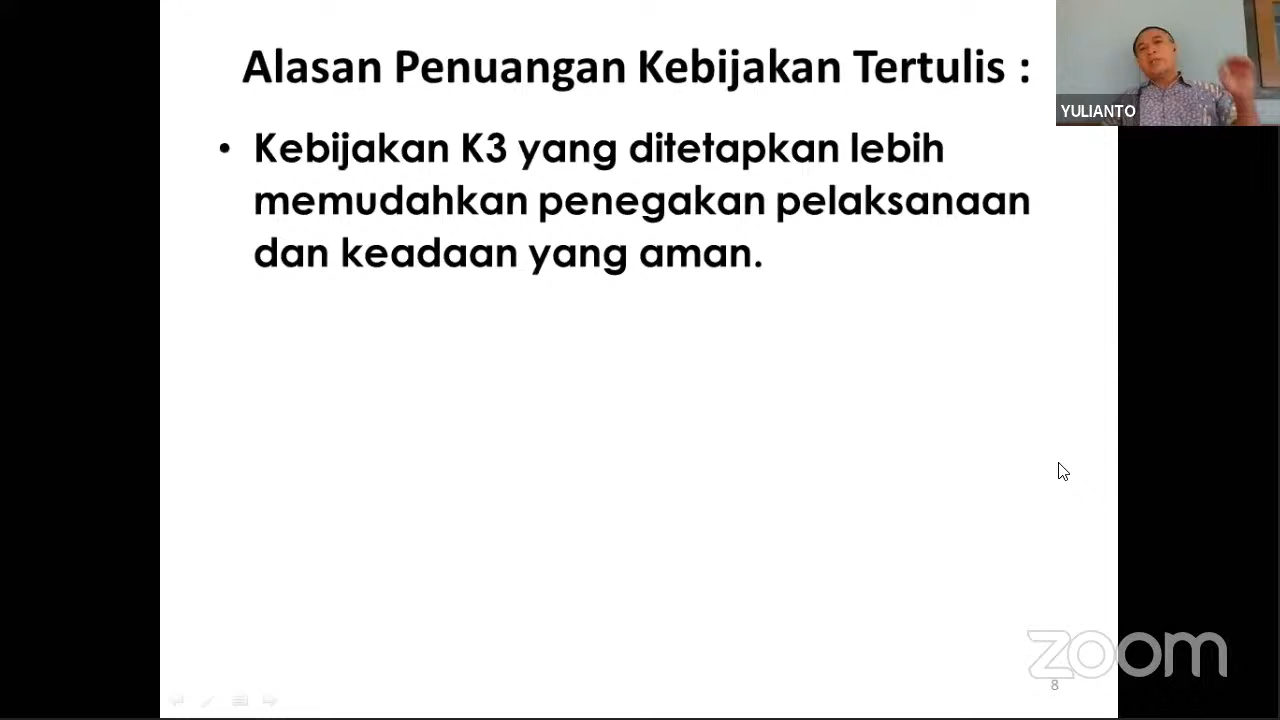 Alasan Penuangan Kebijakan Tertulis :
YULIANTO
• Kebijakan K3 yang ditetapkan lebih
memudahkan penegakan pelaksanaan
dan keadaan yang aman.
zoom
8